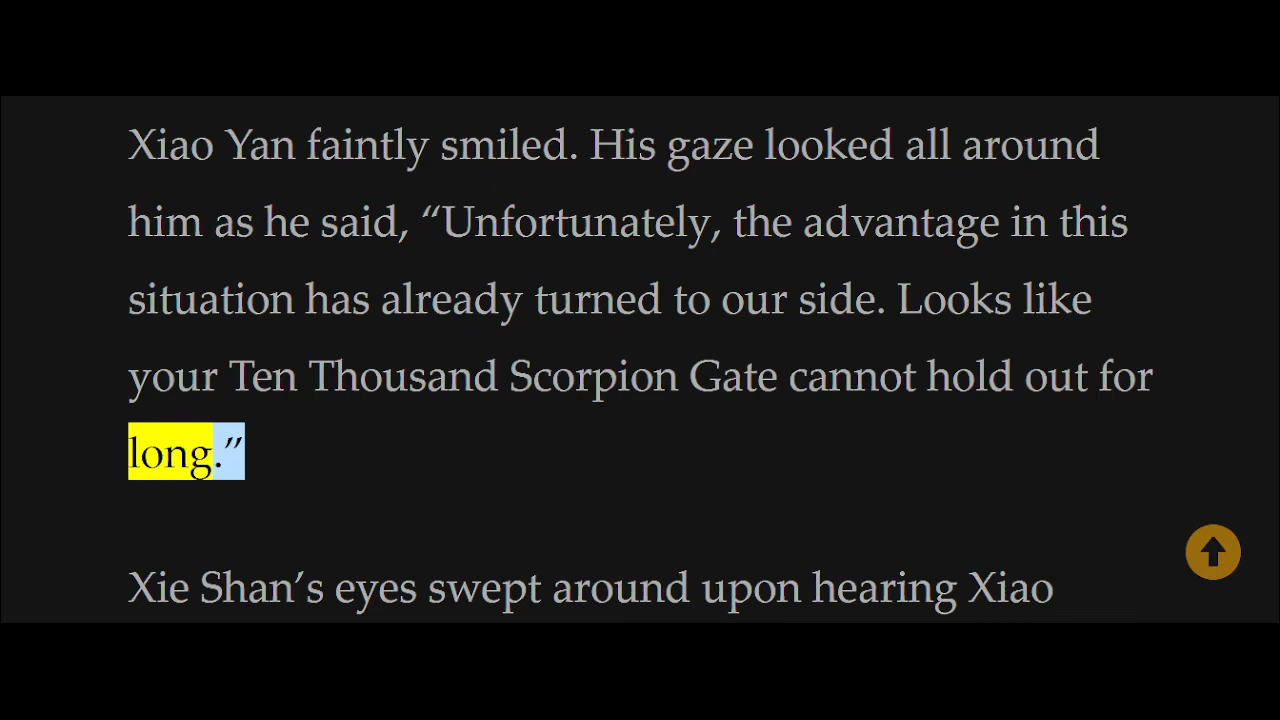 Xiao Yan faintly smiled. His gaze looked all around
him as he said, “Unfortunately, the advantage in this
situation has already turned to our side. Looks like
your Ten Thousand Scorpion Gate cannot hold out for
long.”
Xie Shan’s eyes swept around upon hearing Xiao